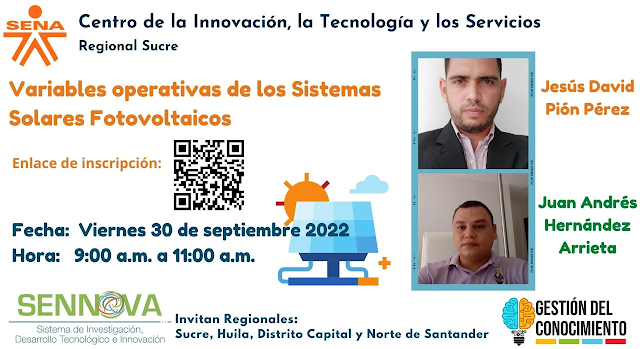 SENA
Centro de la Innovación, la Tecnología y los Servicios
Regional Sucre
Variables operativas de los Sistemas
Solares Fotovoltaicos
Enlace de inscripción:
Fecha: Viernes 30 de septiembre 2022
Hora: 9:00 a.m. a 11:00 a.m.
Jesús David
Pión Pérez
Juan Andrés
Hernández
Arrieta
SENNOVA
Sistema de Investigación,
Desarrollo Tecnológico e Innovación
Invitan Regionales:
Sucre, Huila, Distrito Capital y Norte de Santander
GESTIÓN DEL
CONOCIMIENTO